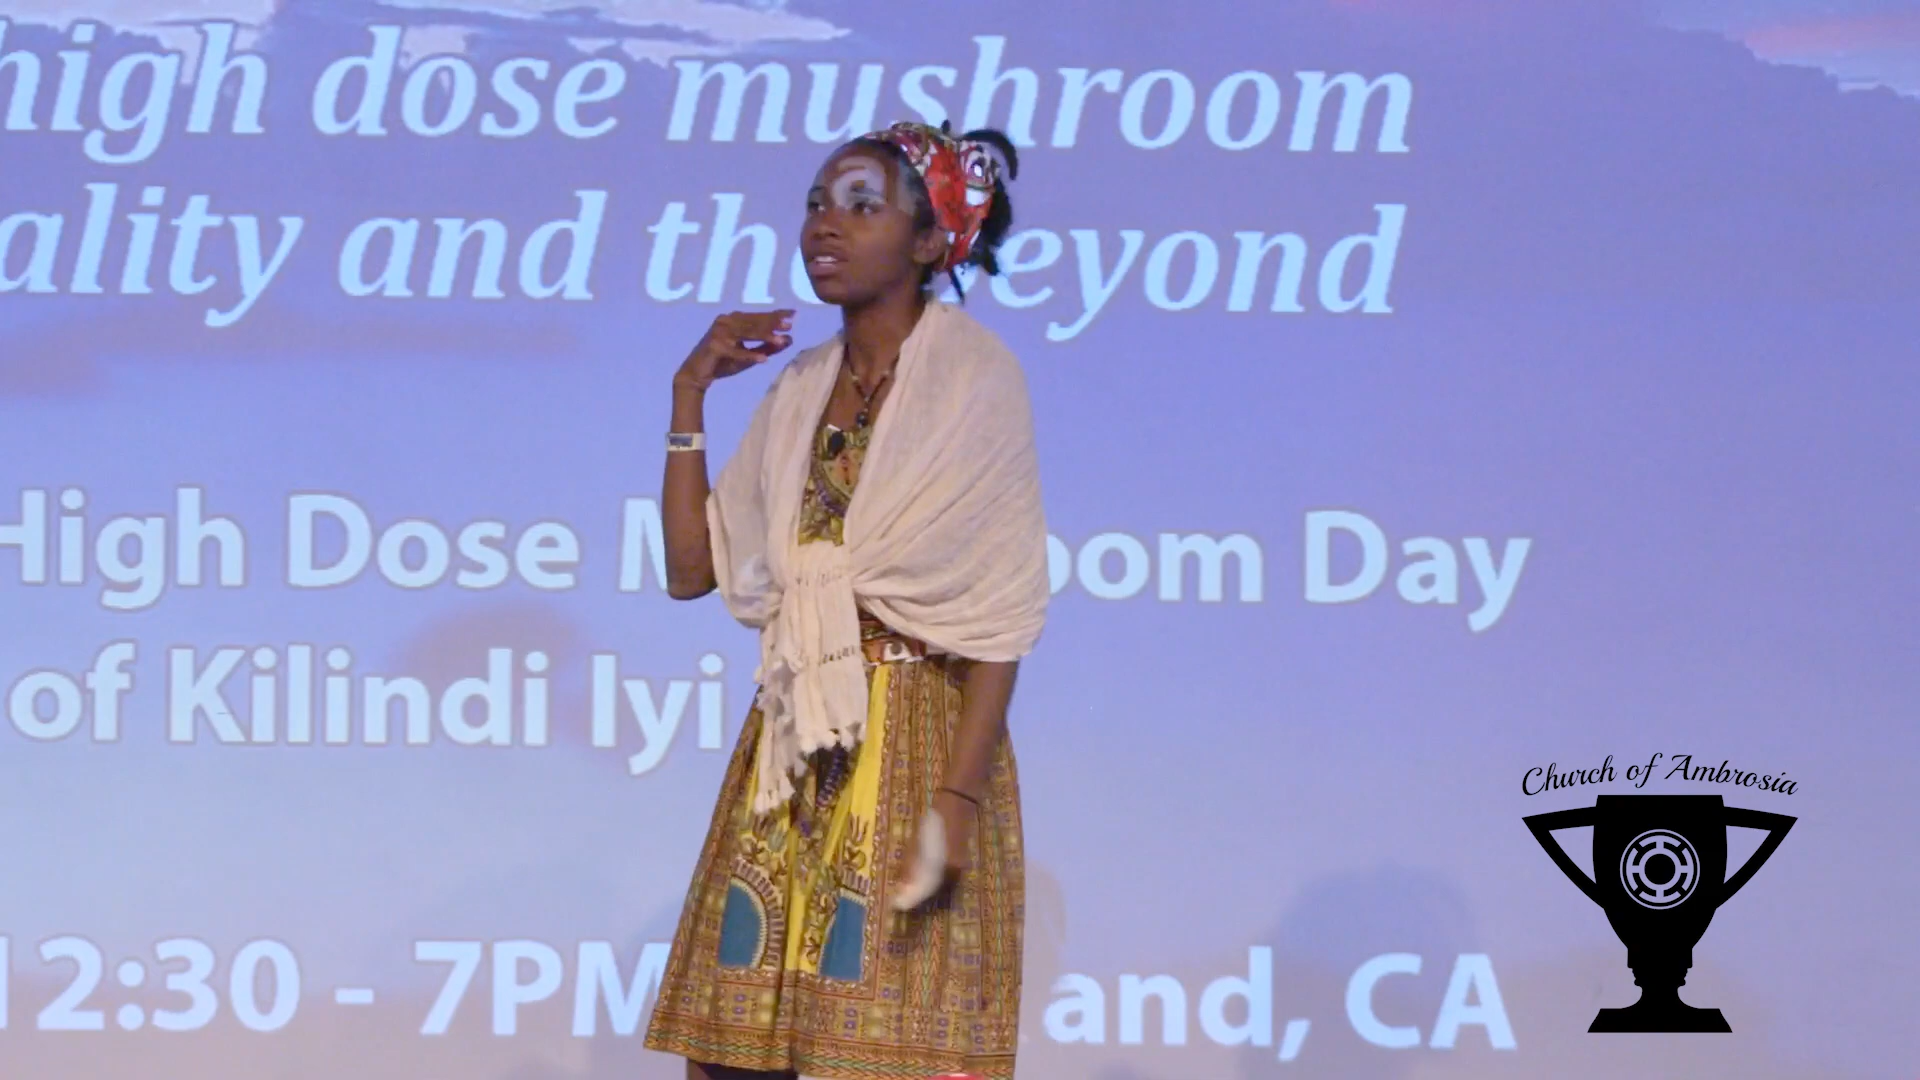 high dose mushroom
ality and the beyond
High Dose M oom Day
of Kilindi Iyi
12:30 - 7PM and, CA
Church of Ambrosia